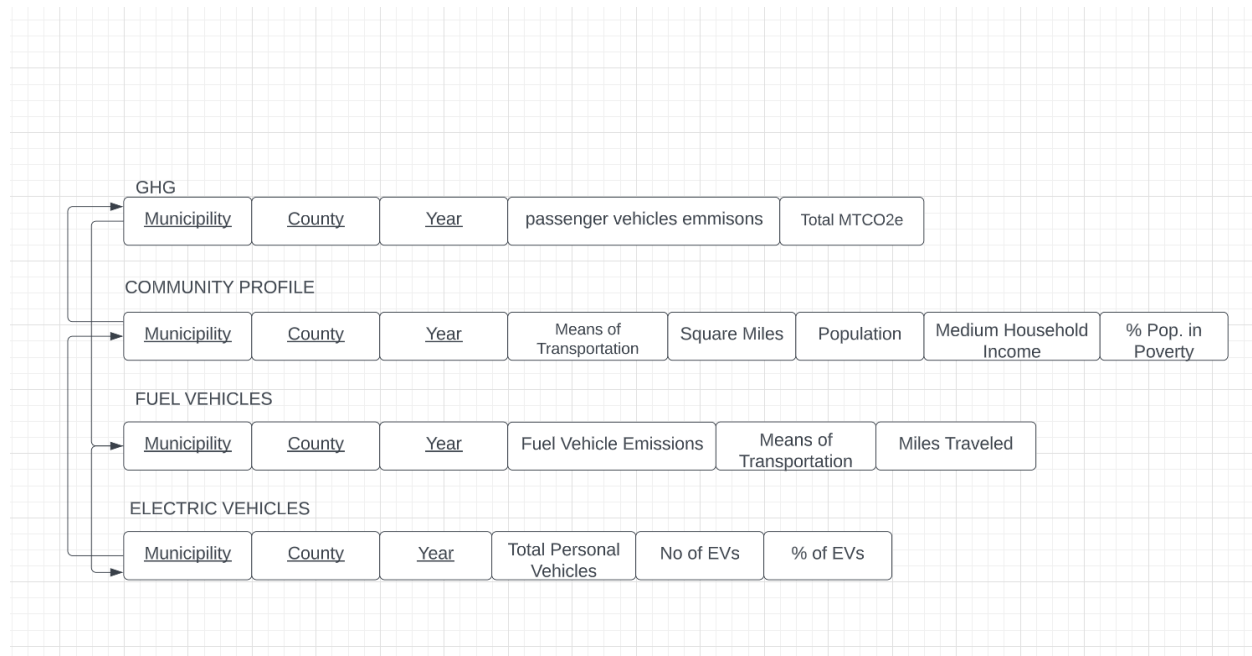 GHG
Municipility County Year passenger vehicles emmisons Total MTCO2e
COMMUNITY PROFILE
Municipility County Year Means of Transportation Square Miles Population Medium Household Income % Pop. in Poverty
FUEL VEHICLES
Municipility County Year Fuel Vehicle Emissions Means of Transportation Miles Traveled
ELECTRIC VEHICLES
Municipility County Year Total Personal Vehicles No of EVs % of EVs